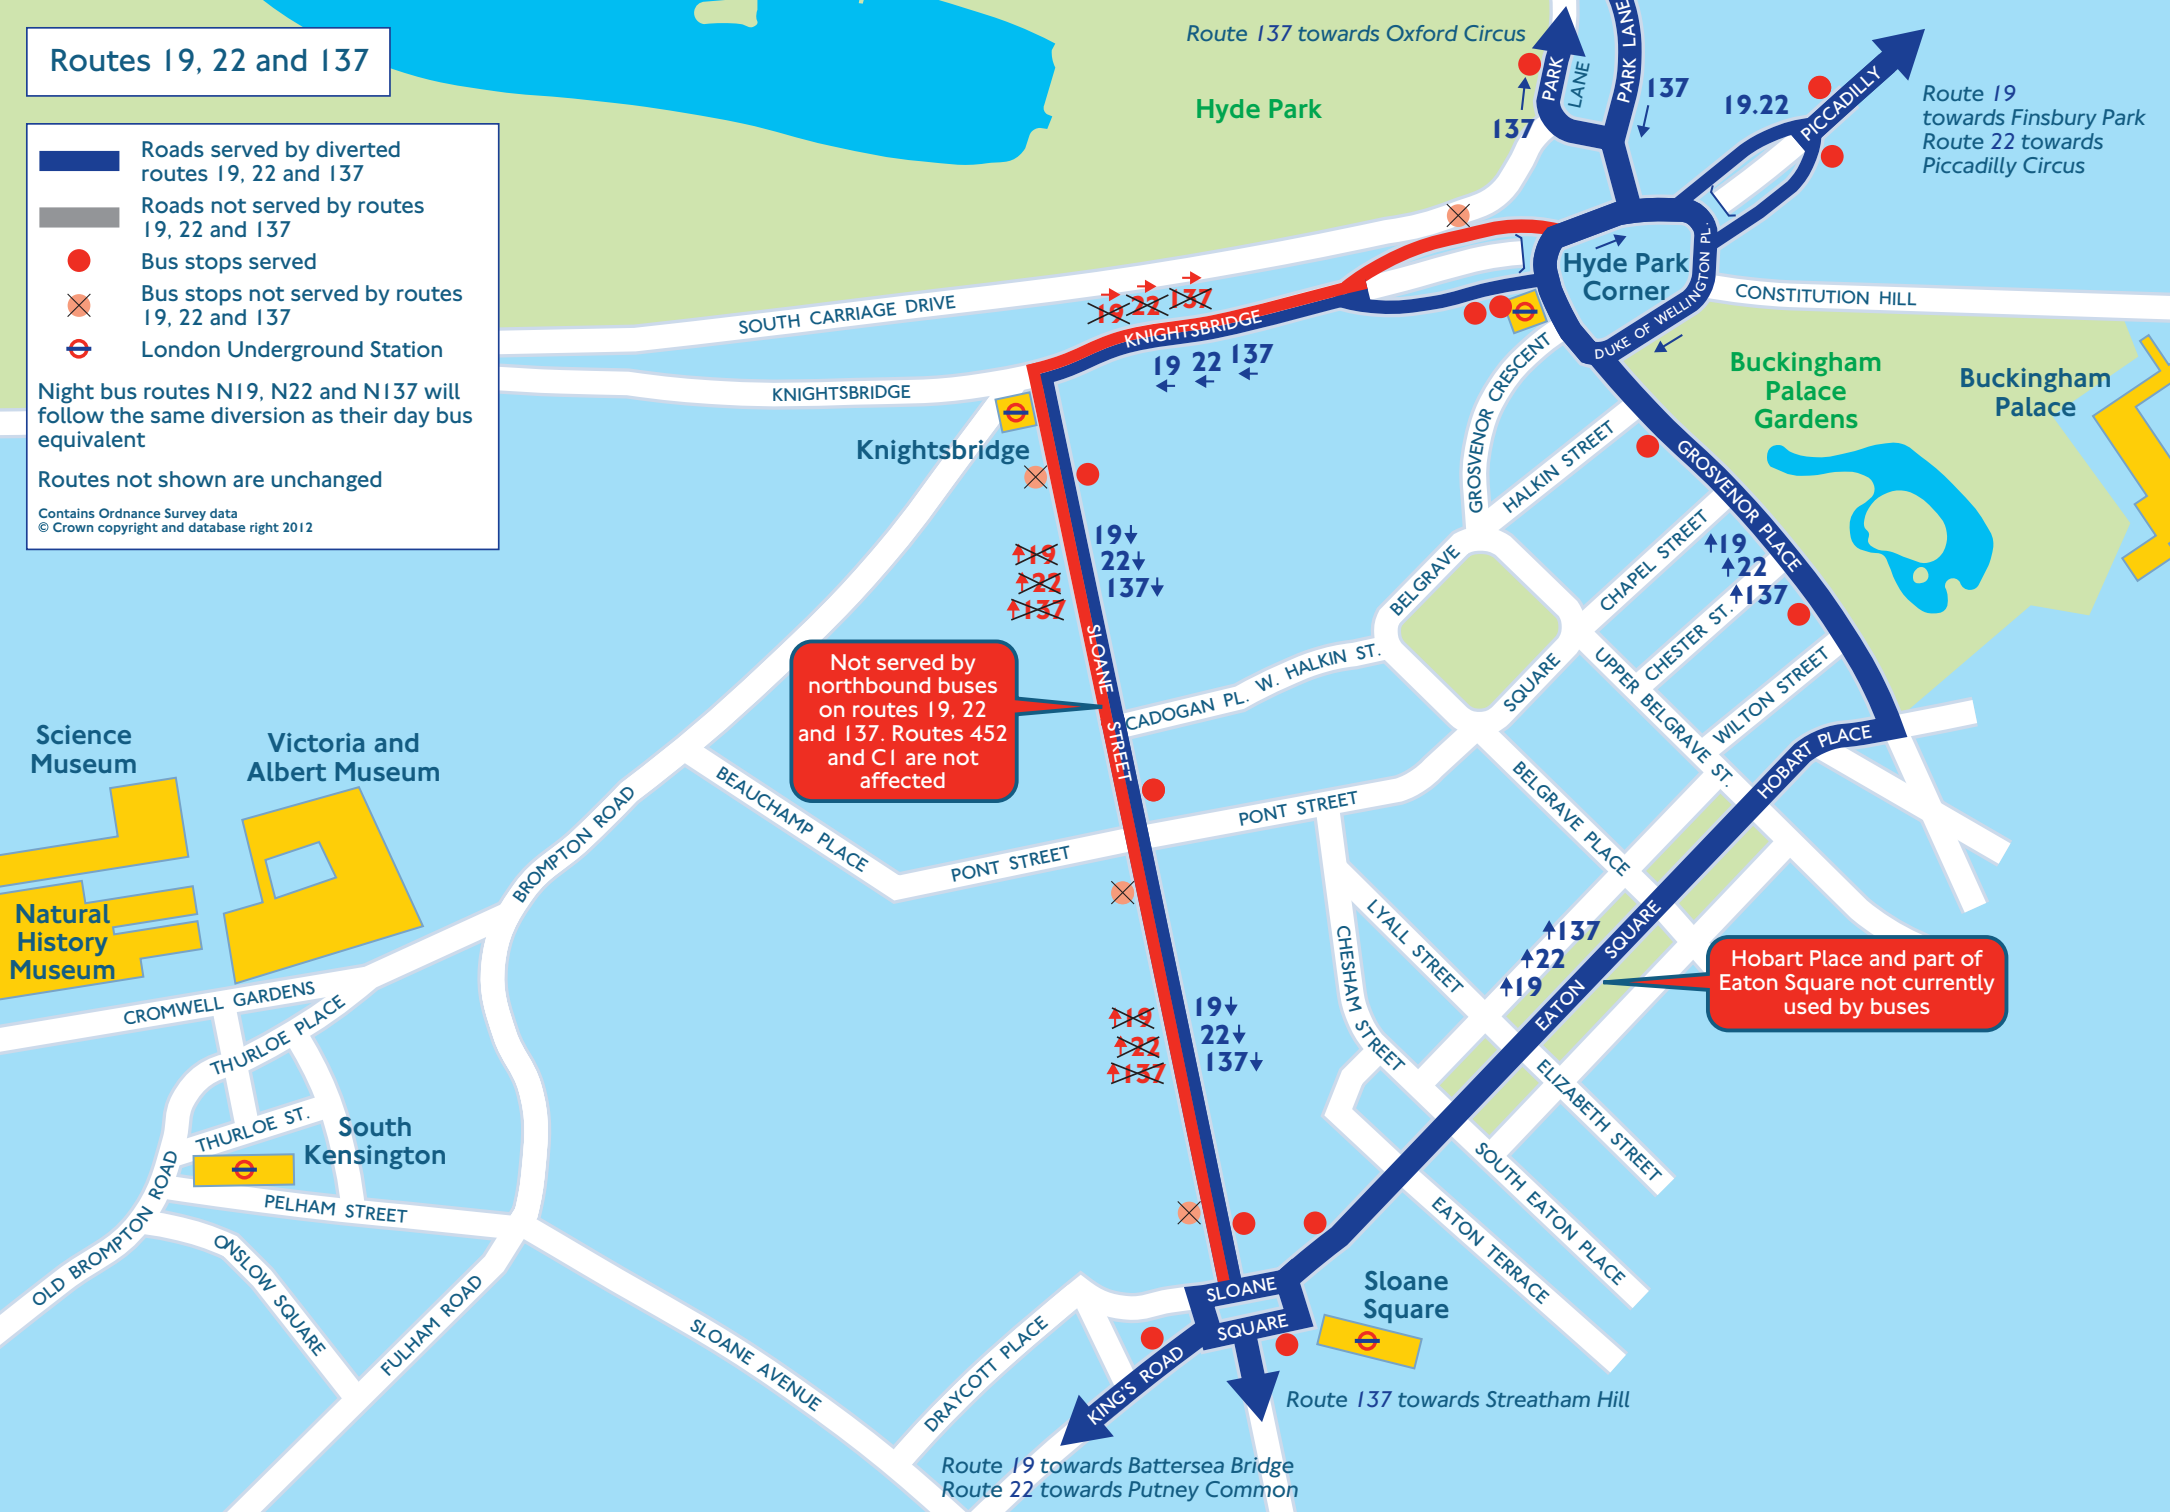 Routes 19, 22 and 137
Roads served by diverted
routes 19, 22 and 137
Roads not served by routes
19, 22 and 137
Bus stops served
Bus stops not served by routes
19, 22 and 137
London Underground Station
Night bus routes N19, N22 and N137 will
follow the same diversion as their day bus
equivalent
Routes not shown are unchanged
Contains Ordnance Survey data
© Crown copyright and database right 2012
Route 137 towards Oxford Circus
Hyde Park
PARK
LANE
PARK LANE
137
137
19.22
PICCADILLY
Route 19
towards Finsbury Park
Route 22 towards
Piccadilly Circus
SOUTH CARRIAGE DRIVE
19
22
137
KNIGHTSBRIDGE
19
22
137
KNIGHTSBRIDGE
Knightsbridge
Hyde Park
Corner
DUKE OF WELLINGTON PL.
CONSTITUTION HILL
Buckingham
Palace
Gardens
Buckingham
Palace
GROSVENOR CRESCENT
HALKIN STREET
GROSVENOR PLACE
19
22
137
CHAPEL STREET
CHESTER ST.
WILTON STREET
UPPER BELGRAVE ST.
BELGRAVE
SQUARE
19
22
137
19
22
137
SLOANE
STREET
Not served by
northbound buses
on routes 19, 22
and 137. Routes 452
and C1 are not
affected
CADOGAN PL.
W. HALKIN ST.
HOBART PLACE
BELGRAVE PLACE
PONT STREET
PONT STREET
BEAUCHAMP PLACE
BROMPTON ROAD
Science
Museum
Victoria and
Albert Museum
Natural
History
Museum
CROMWELL GARDENS
THURLOE PLACE
THURLOE ST.
South
Kensington
PELHAM STREET
OLD BROMPTON ROAD
ONSLOW SQUARE
FULHAM ROAD
SLOANE AVENUE
DRAYCOTT PLACE
LYALL STREET
CHESHAM STREET
137
22
19
EATON
SQUARE
Hobart Place and part of
Eaton Square not currently
used by buses
19
22
137
19
22
137
ELIZABETH STREET
SOUTH EATON PLACE
EATON TERRACE
SLOANE
SQUARE
Sloane
Square
KING'S ROAD
Route 137 towards Streatham Hill
Route 19 towards Battersea Bridge
Route 22 towards Putney Common